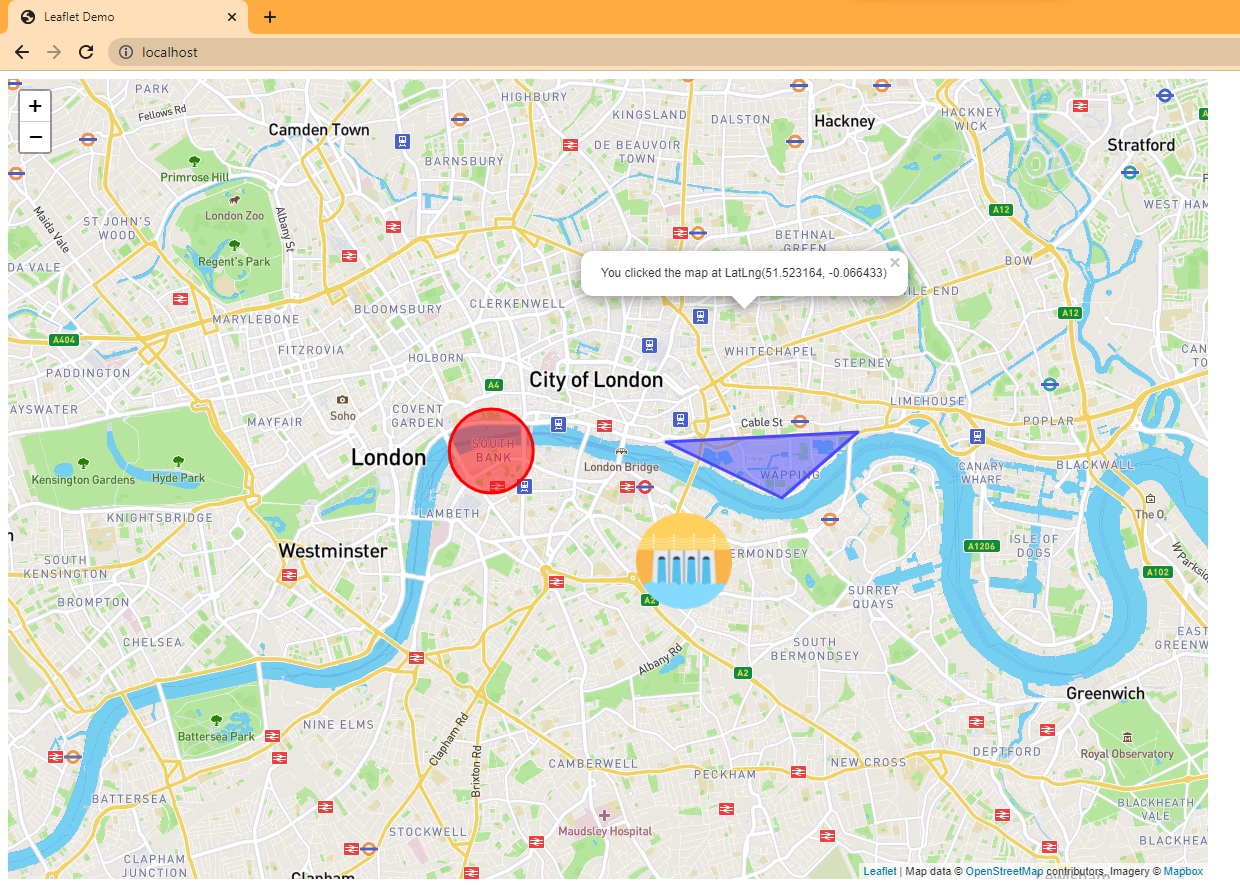 Leaflet Demo
localhost
+
−
PARK
Fellows Rd
Camden Town
HIGHBURY
KINGSLAND
DALSTON
Hackney
HACKNEY
WICK
Stratford
BARNSBURY
DE BEAUVOIR
TOWN
Primrose Hill
London Zoo
Albany St
Maida Vale
ST JOHN'S
WOOD
A12
WEST HAM
Regent's Park
BETHNAL
GREEN
BOW
DA VALE
You clicked the map at LatLng(51.523164, -0.066433)
×
ILE END
CLERKENWELL
BLOOMSBURY
MARYLEBONE
A12
A404
FITZROVIA
HOLBORN
WHITECHAPEL
STEPNEY
PADDINGTON
City of London
A4
CAN
TO
AYSWATER
Soho
MAYFAIR
COVENT
GARDEN
LIMEHOUSE
Cable St
POPLAR
SOUTH
BANK
London
London Bridge
WAPPING
CANARY
WHARF
BLACKWALL
Kensington Gardens
Hyde Park
LAMBETH
KNIGHTSBRIDGE
The O₂
n
Westminster
ERMONDSEY
A1206
ISLE OF
DOGS
W Parksid
SOUTH
KENSINGTON
A102
BROMPTON
A2
SURREY
QUAYS
CHELSEA
Albany Rd
SOUTH
BERMONDSEY
EAST
GREENW
A2
Greenwich
NINE ELMS
Clapham Rd
Battersea Park
Brixton Rd
CAMBERWELL
PECKHAM
NEW CROSS
DEPTFORD
Royal Observatory
BATTERSEA
BLACKHEATH
VALE
STOCKWELL
Maudsley Hospital
BLACKHEA
CLAPHAM
JUNCTION
Clapham
Leaflet | Map data © OpenStreetMap contributors, Imagery © Mapbox